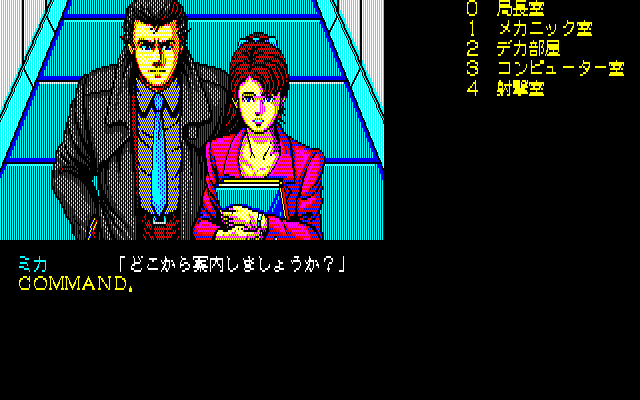 0 局長室
1 メカニック室
2 デカ部屋
3 コンピューター室
4 射撃室
ミカ 「どこから案内しましょうか?」
COMMAND.